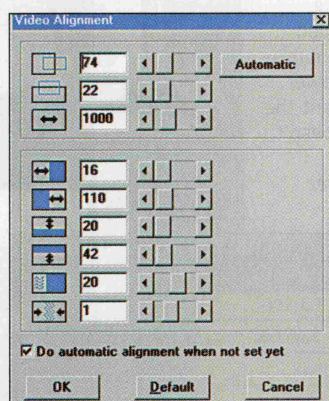 Video Alignment
74
Automatic
22
1000
16
110
20
42
20
1
Do automatic alignment when not set yet
OK
Default
Cancel